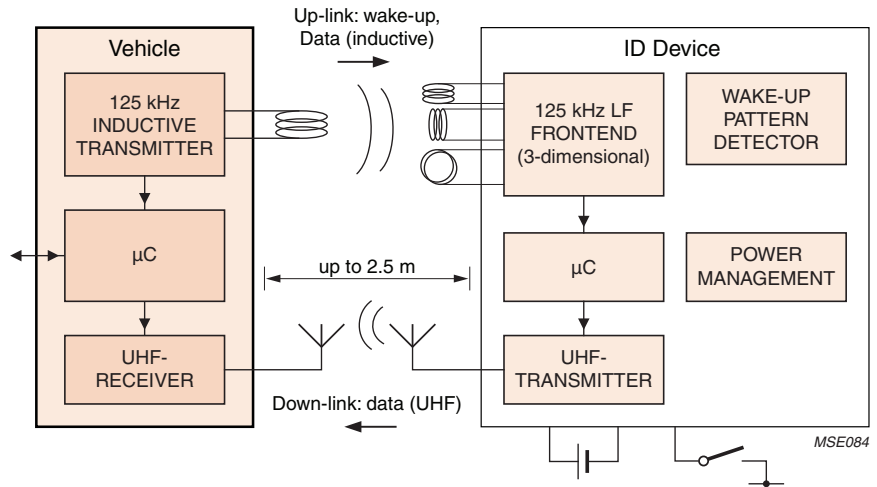 Up-link: wake-up,
Data (inductive)
Vehicle
ID Device
125 kHz
INDUCTIVE
TRANSMITTER
125 kHz LF
FRONTEND
(3-dimensional)
WAKE-UP
PATTERN
DETECTOR
µC
up to 2.5 m
µC
POWER
MANAGEMENT
UHF-
RECEIVER
UHF-
TRANSMITTER
Down-link: data (UHF)
MSE084